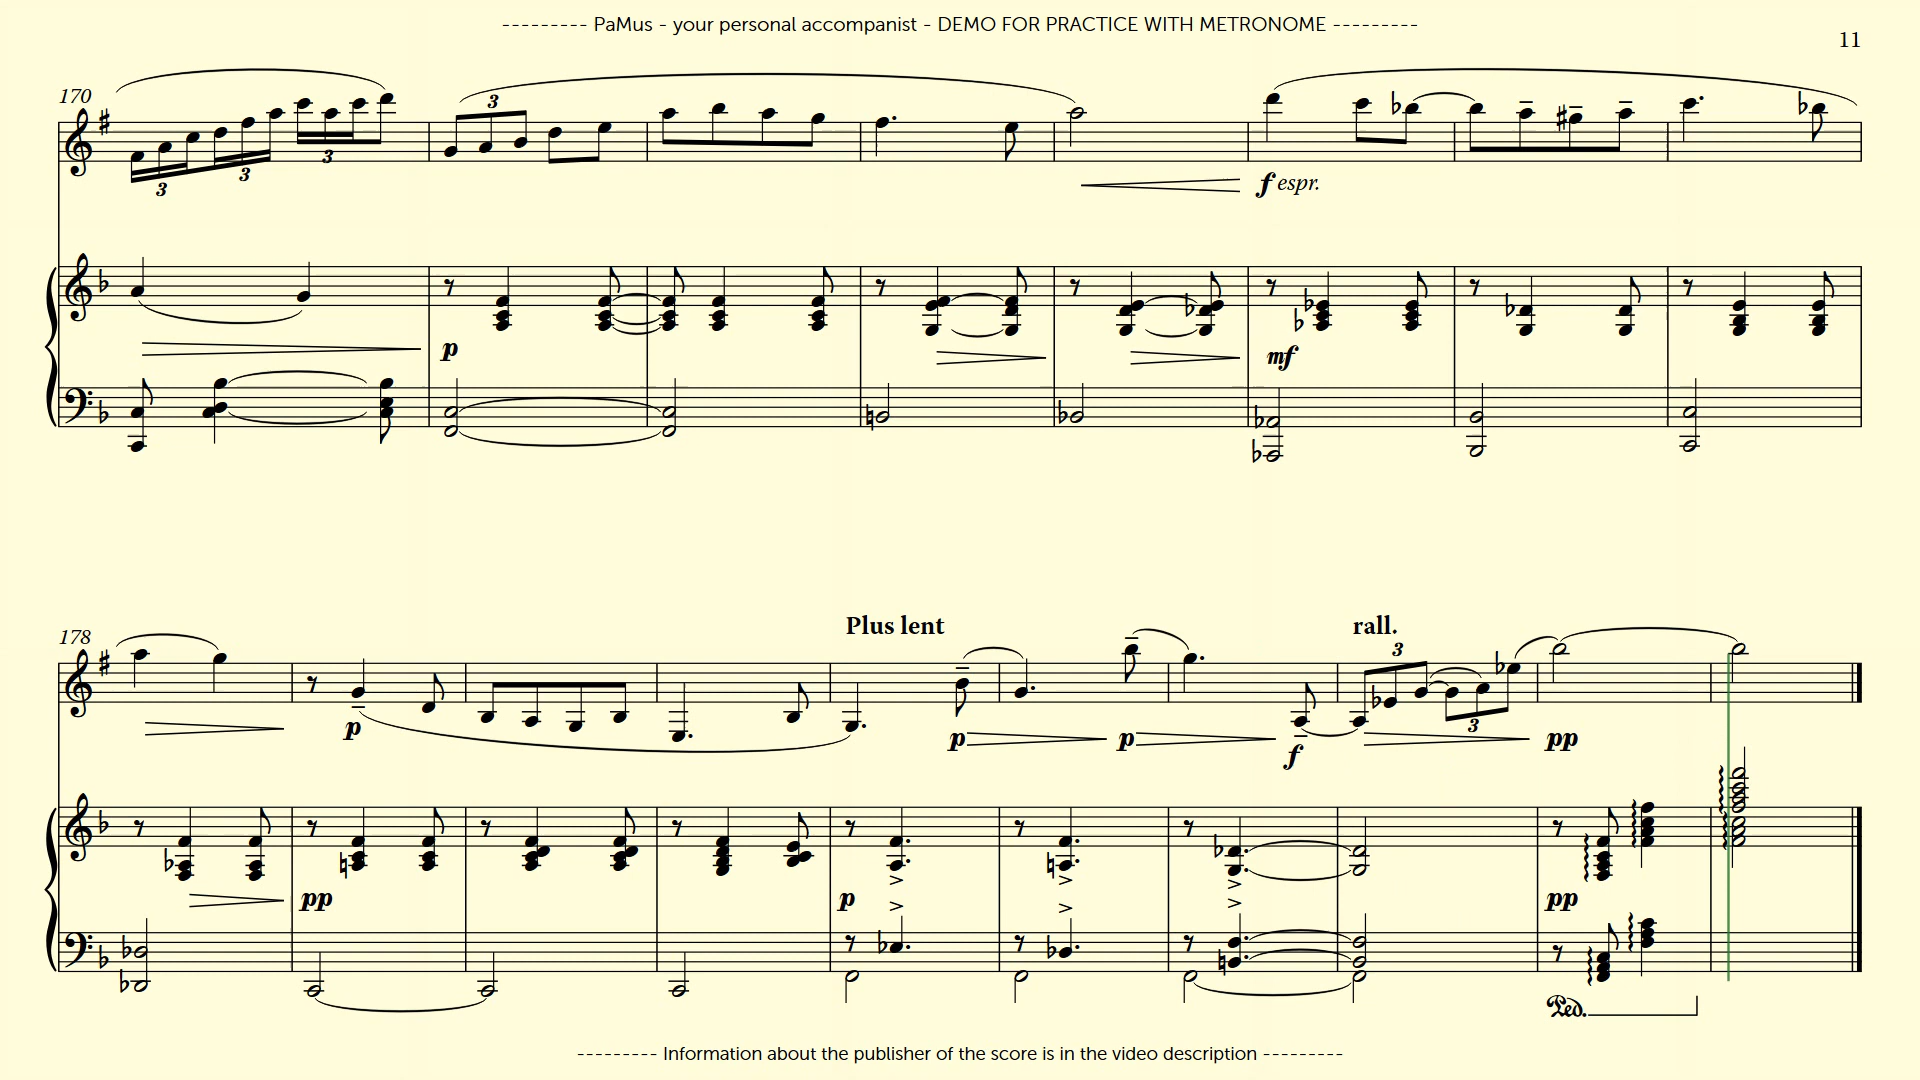 --------- PaMus - your personal accompanist - DEMO FOR PRACTICE WITH METRONOME ---------
11
170
3 3 3 3
f espr.
p mf
178
Plus lent rall.
3 3
p p p f pp
pp p pp
Ped.
--------- Information about the publisher of the score is in the video description ---------